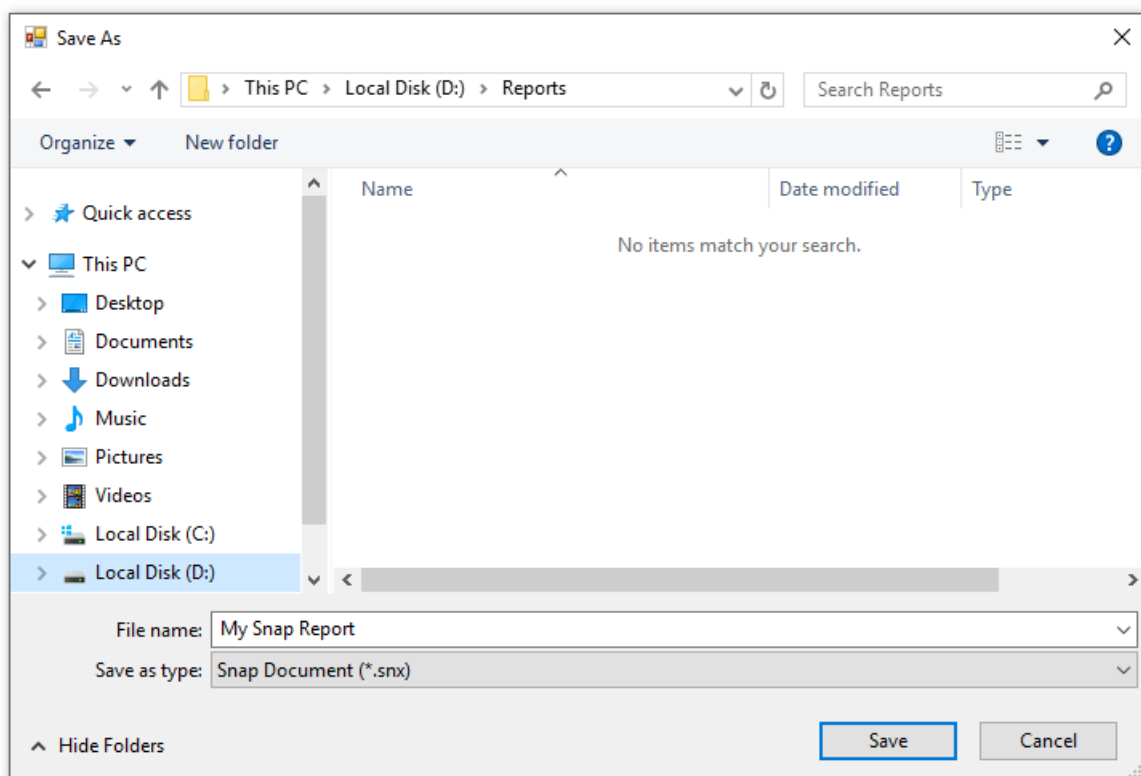 Save As
This PC > Local Disk (D:) > Reports
Search Reports
Organize
New folder
?
Name
Date modified
Type
No items match your search.
Quick access
This PC
Desktop
Documents
Downloads
Music
Pictures
Videos
Local Disk (C:)
Local Disk (D:)
File name: My Snap Report
Save as type: Snap Document (*.snx)
Hide Folders
Save
Cancel